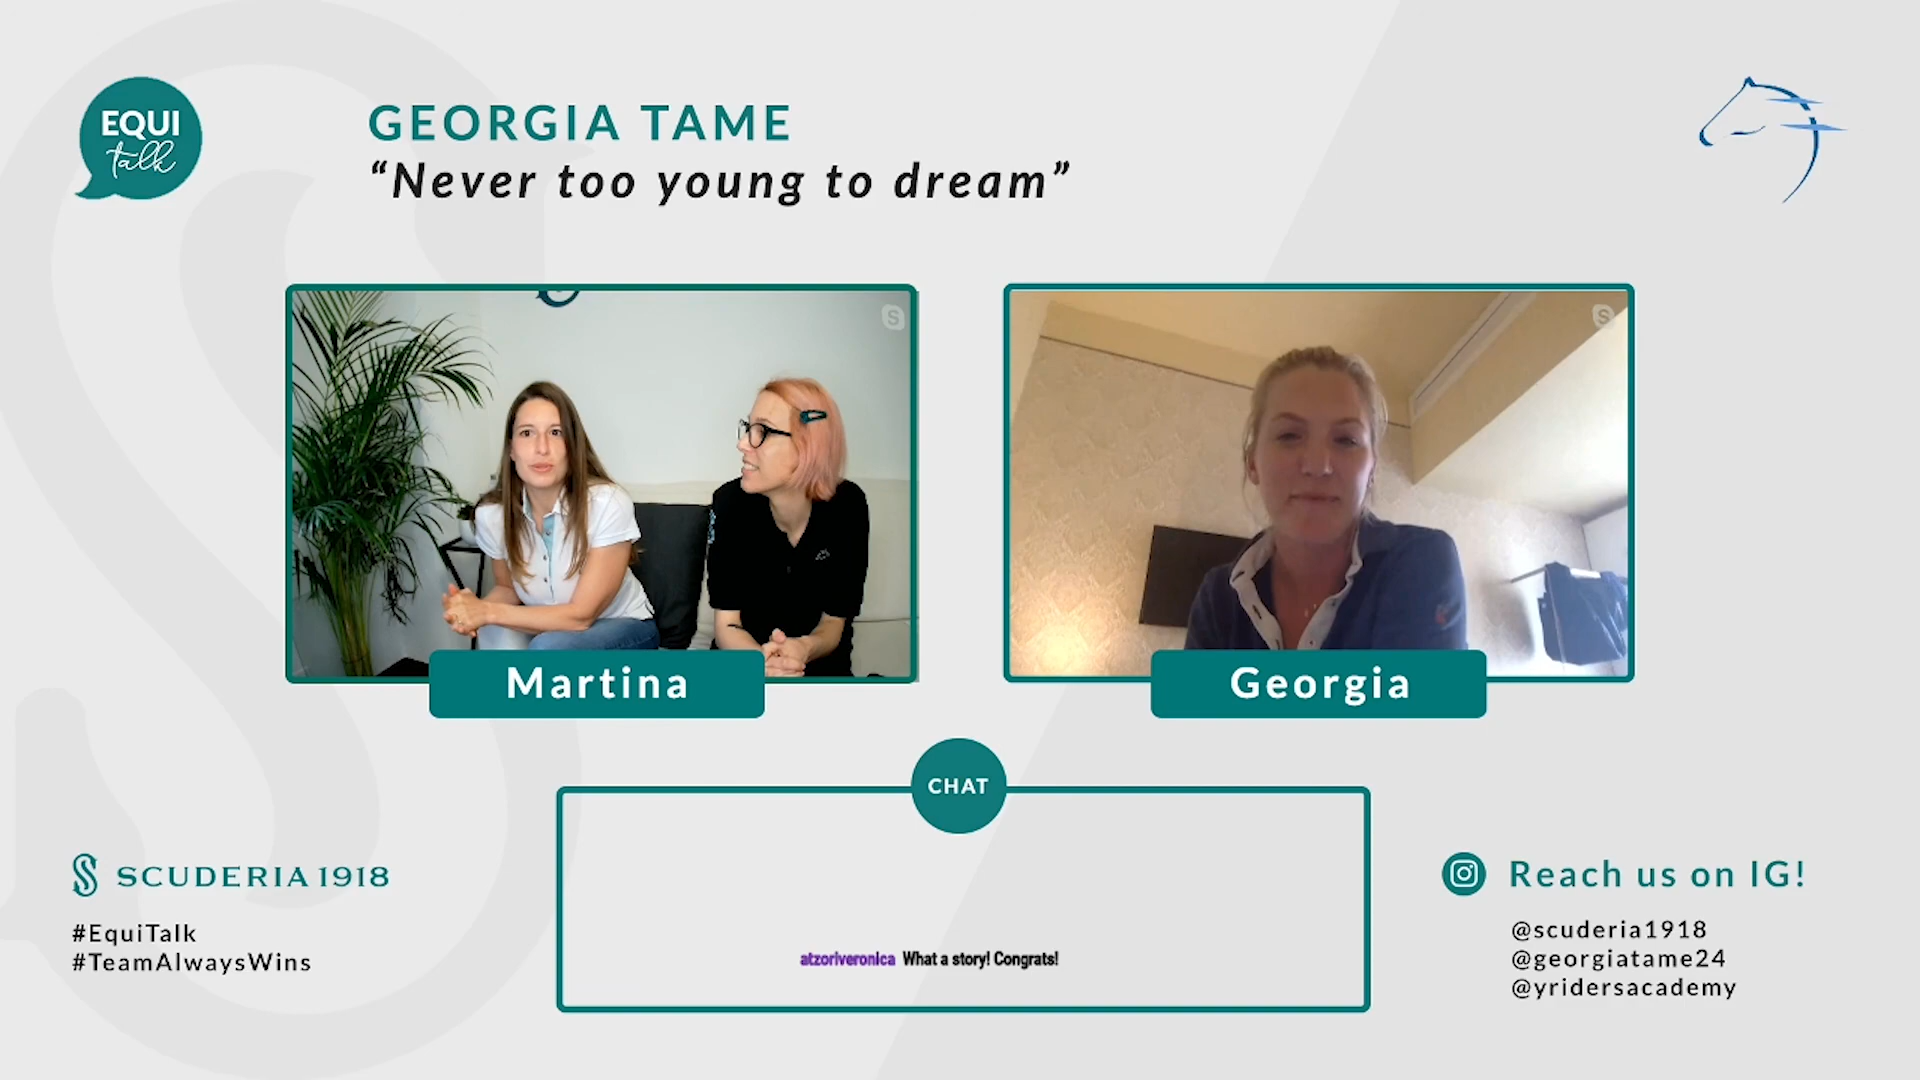 EQUI
talk
GEORGIA TAME
“Never too young to dream”
S
S
Martina
Georgia
CHAT
atzoriveronica What a story! Congrats!
SCUDERIA 1918
#EquiTalk
#TeamAlwaysWins
Reach us on IG!
@scuderia1918
@georgiatame24
@yridersacademy